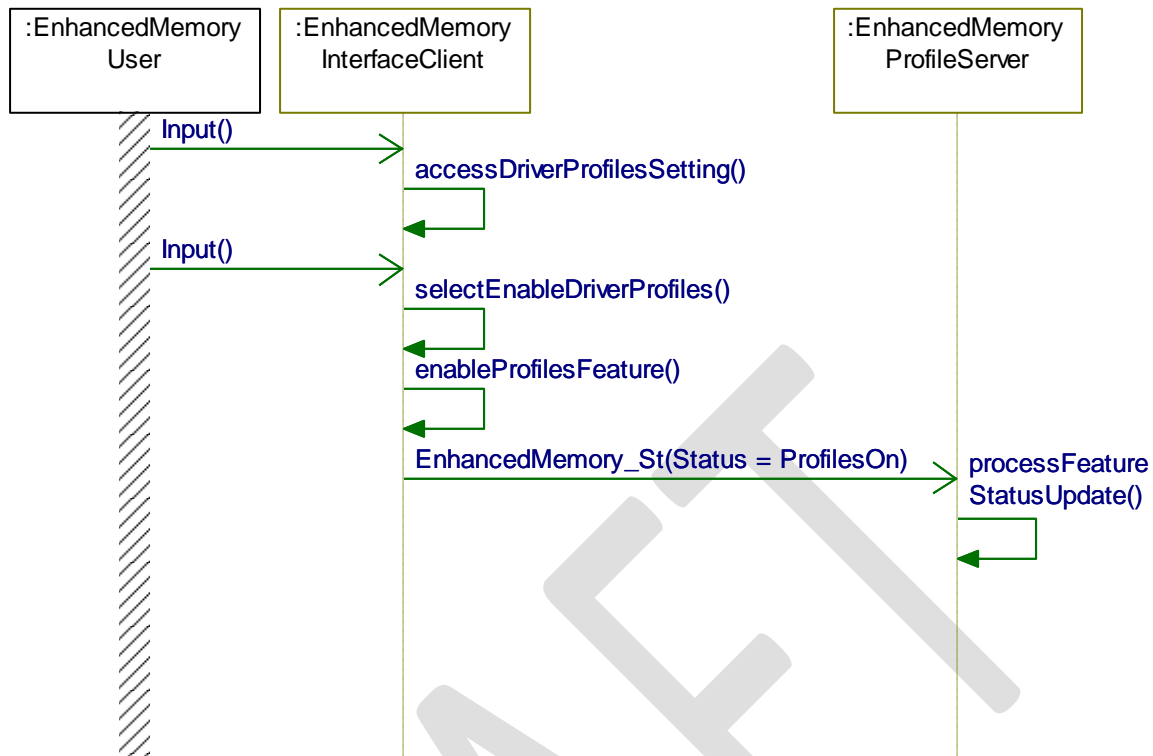 :EnhancedMemory
User
:EnhancedMemory
InterfaceClient
:EnhancedMemory
ProfileServer
Input()
accessDriverProfilesSetting()
Input()
selectEnableDriverProfiles()
enableProfilesFeature()
EnhancedMemory_St(Status = ProfilesOn)
processFeature
StatusUpdate()